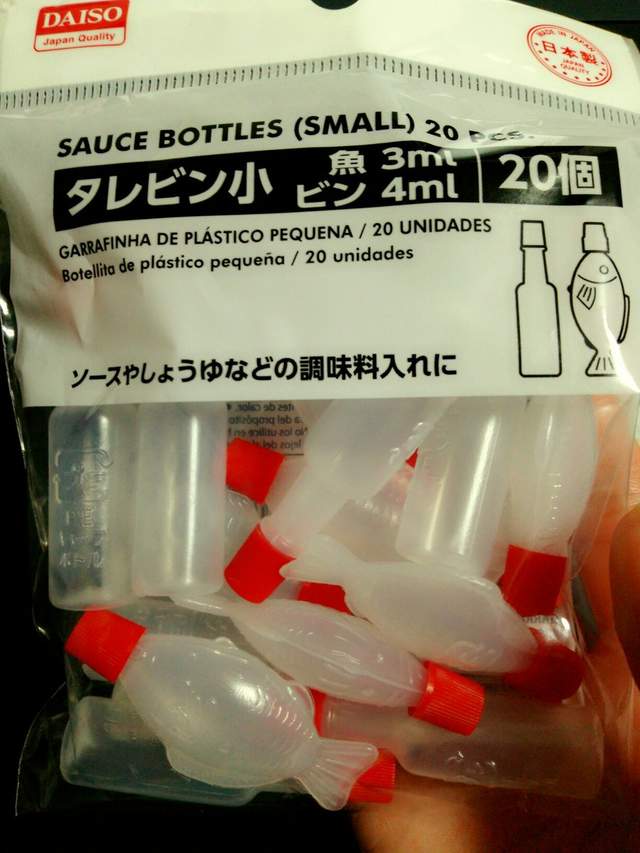 DAISO
Japan Quality
MADE IN JAPAN
日本製
JAPAN QUALITY
SAUCE BOTTLES (SMALL) 20 pcs.
タレビン小 魚 3ml ビン 4ml 20個
GARRAFINHA DE PLÁSTICO PEQUENA / 20 UNIDADES
Botellita de plástico pequeña / 20 unidades
ソースやしょうゆなどの調味料入れに